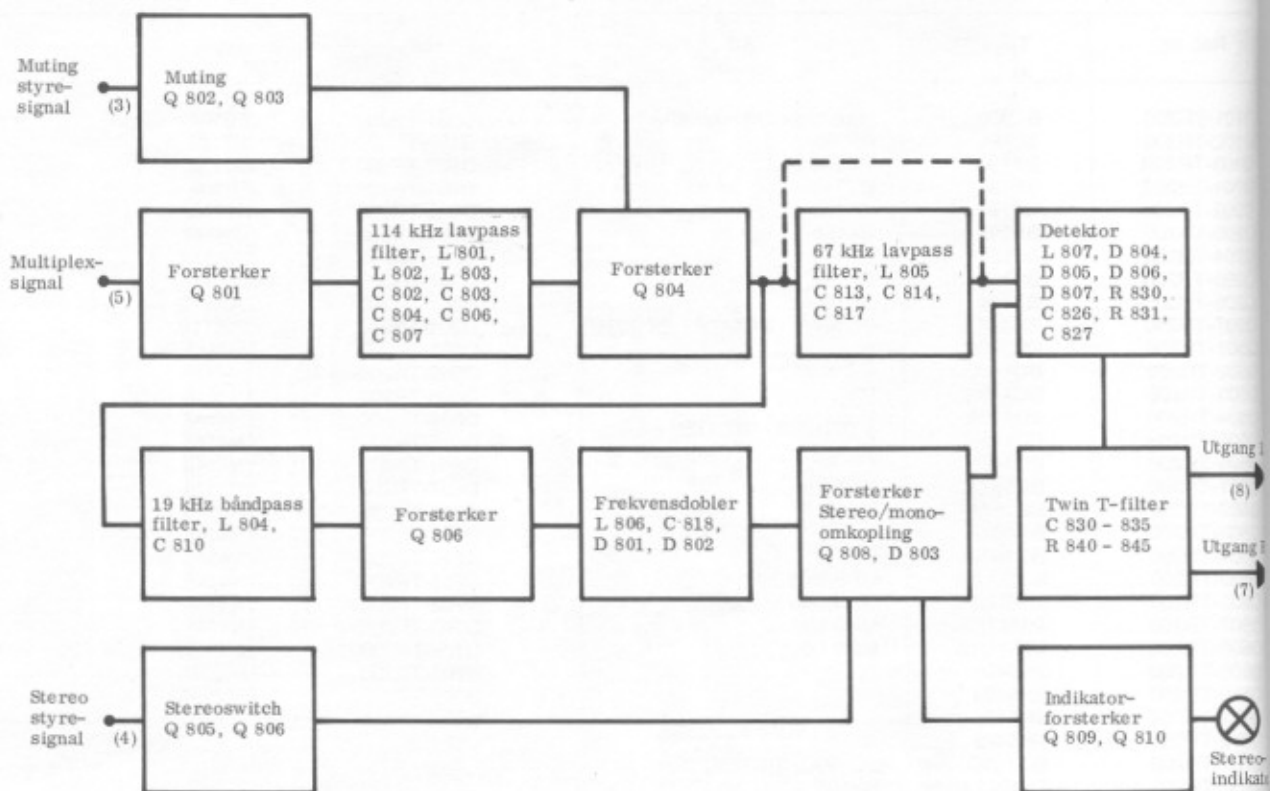 Muting
styre-
signal
(3)
Muting
Q 802, Q 803
Multiplex-
signal
(5)
Forsterker
Q 801
114 kHz lavpass
filter, L 801,
L 802, L 803,
C 802, C 803,
C 804, C 806,
C 807
Forsterker
Q 804
67 kHz lavpass
filter, L 805
C 813, C 814,
C 817
Detektor
L 807, D 804,
D 805, D 806,
D 807, R 830,
C 826, R 831,
C 827
19 kHz båndpass
filter, L 804,
C 810
Forsterker
Q 806
Frekvensdobler
L 806, C 818,
D 801, D 802
Forsterker
Stereo/mono-
omkopling
Q 808, D 803
Twin T-filter
C 830 - 835
R 840 - 845
Utgang
(8)
Utgang
(7)
Stereo
styre-
signal
(4)
Stereoswitch
Q 805, Q 806
Indikator-
forsterker
Q 809, Q 810
Stereo-